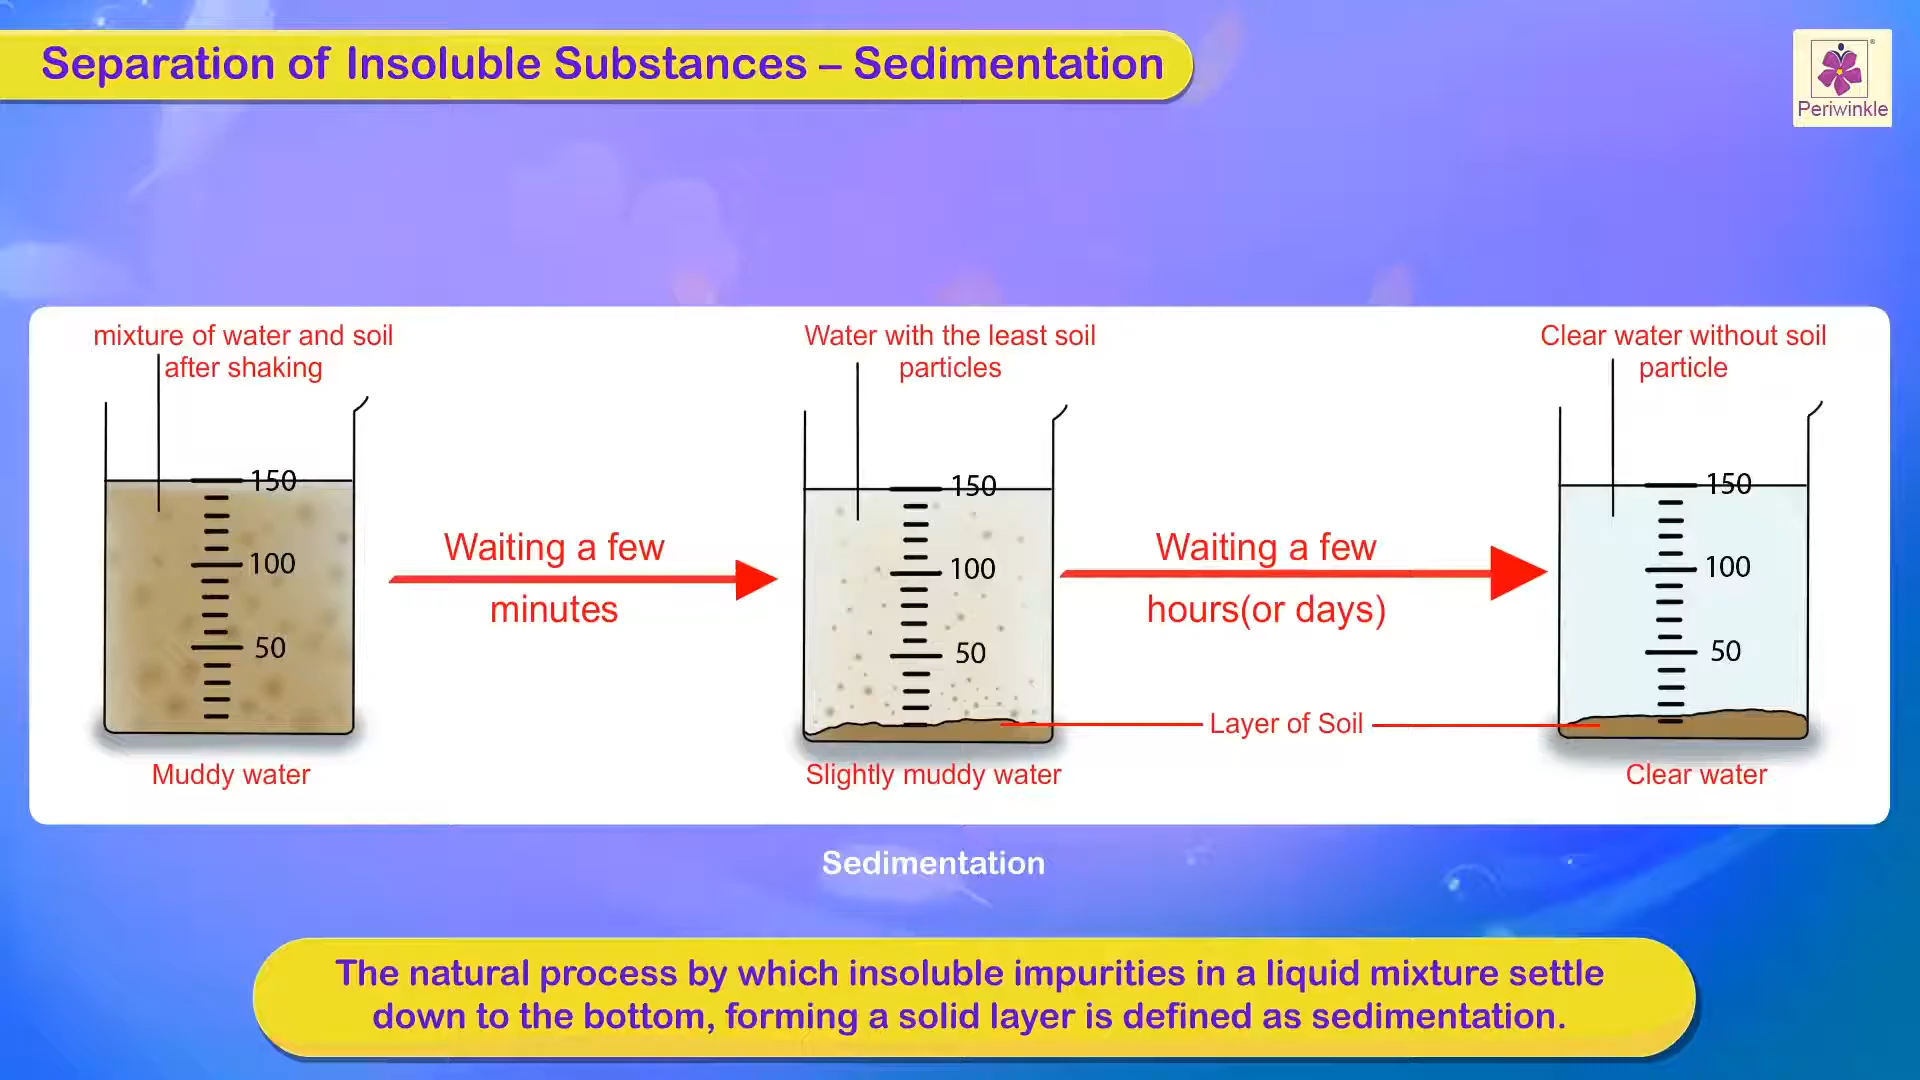 Separation of Insoluble Substances – Sedimentation
Periwinkle
mixture of water and soil
after shaking
Water with the least soil
particles
Clear water without soil
particle
150
100
50
Waiting a few
minutes
150
100
50
Waiting a few
hours(or days)
150
100
50
Layer of Soil
Muddy water
Slightly muddy water
Clear water
Sedimentation
The natural process by which insoluble impurities in a liquid mixture settle
down to the bottom, forming a solid layer is defined as sedimentation.